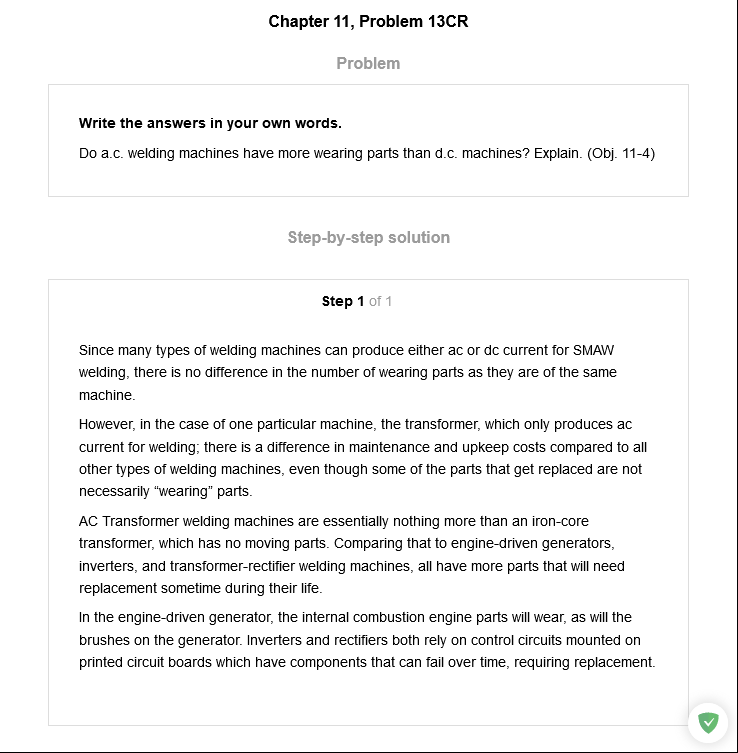 Chapter 11, Problem 13CR
Problem
Write the answers in your own words.
Do a.c. welding machines have more wearing parts than d.c. machines? Explain. (Obj. 11-4)
Step-by-step solution
Step 1 of 1
Since many types of welding machines can produce either ac or dc current for SMAW
welding, there is no difference in the number of wearing parts as they are of the same
machine.
However, in the case of one particular machine, the transformer, which only produces ac
current for welding; there is a difference in maintenance and upkeep costs compared to all
other types of welding machines, even though some of the parts that get replaced are not
necessarily “wearing” parts.
AC Transformer welding machines are essentially nothing more than an iron-core
transformer, which has no moving parts. Comparing that to engine-driven generators,
inverters, and transformer-rectifier welding machines, all have more parts that will need
replacement sometime during their life.
In the engine-driven generator, the internal combustion engine parts will wear, as will the
brushes on the generator. Inverters and rectifiers both rely on control circuits mounted on
printed circuit boards which have components that can fail over time, requiring replacement.